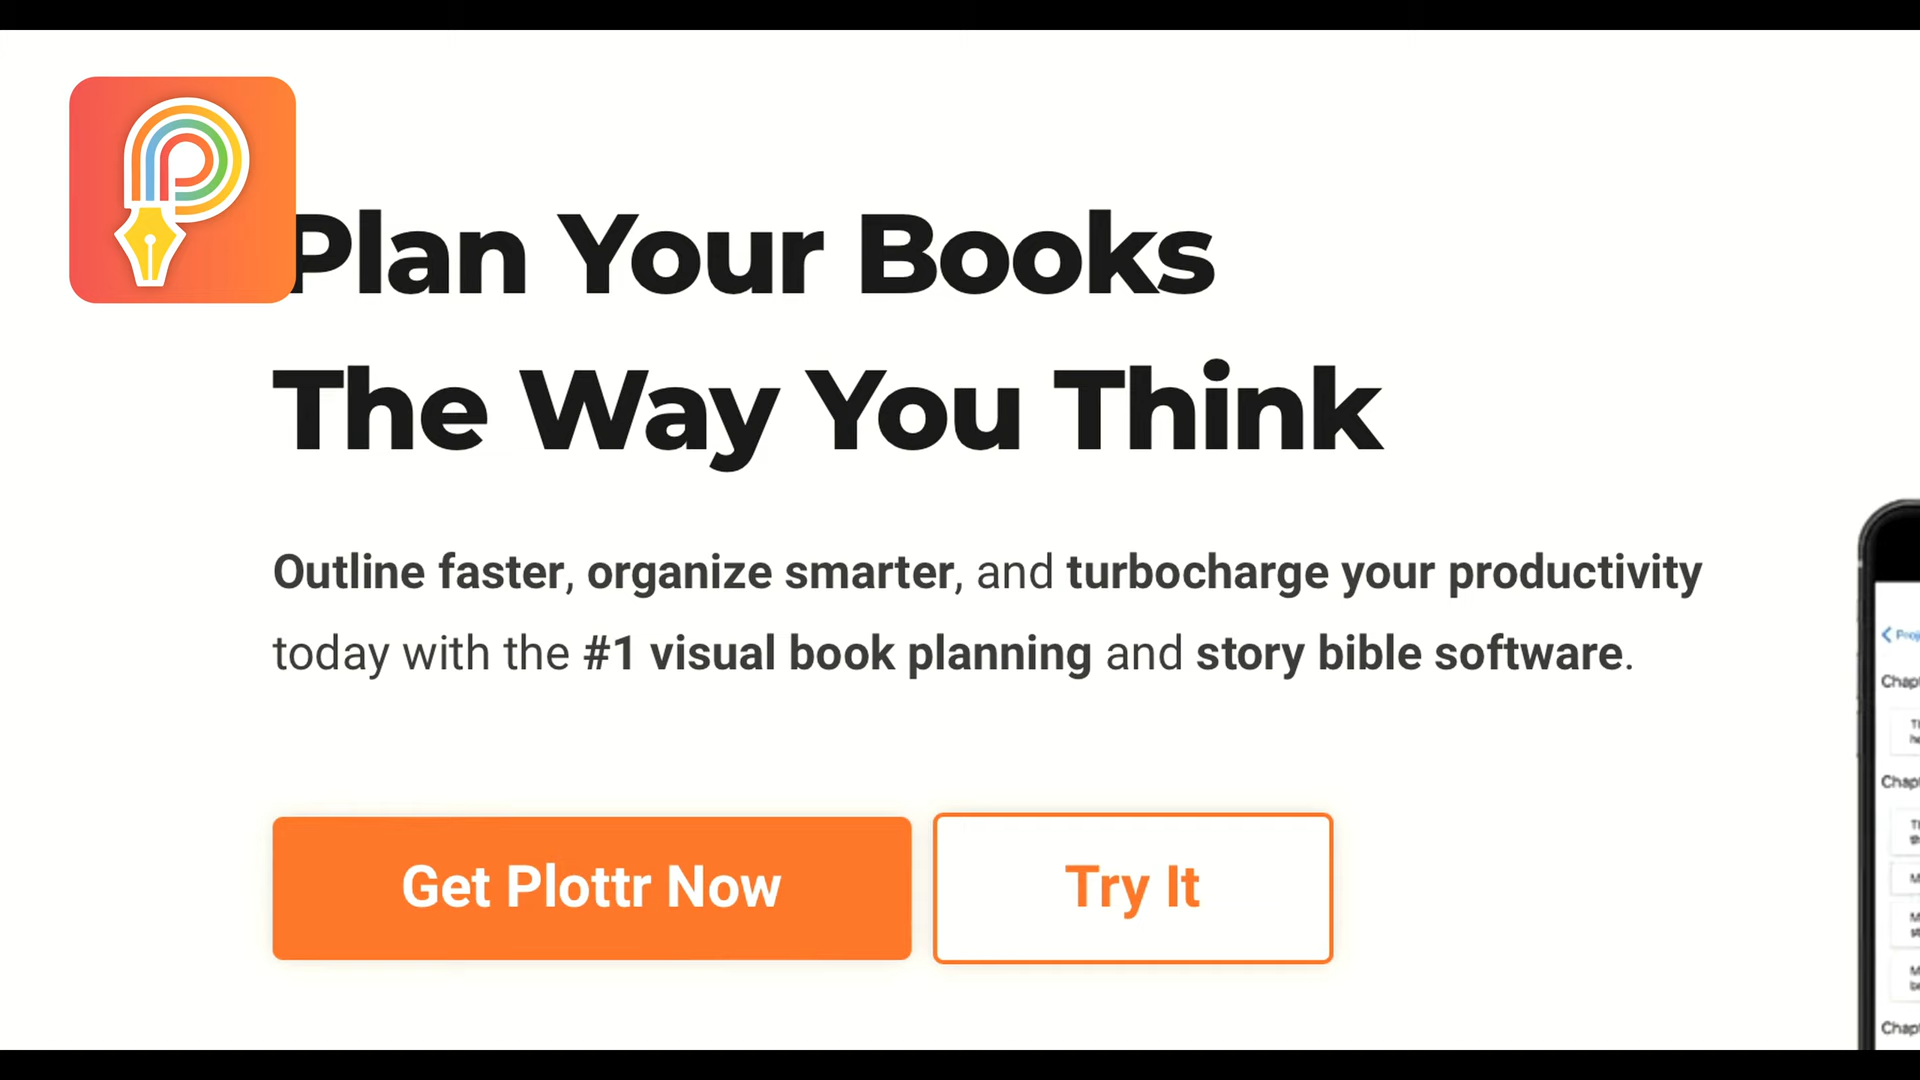 Plan Your Books
The Way You Think
Outline faster, organize smarter, and turbocharge your productivity
today with the #1 visual book planning and story bible software.
Get Plottr Now
Try It